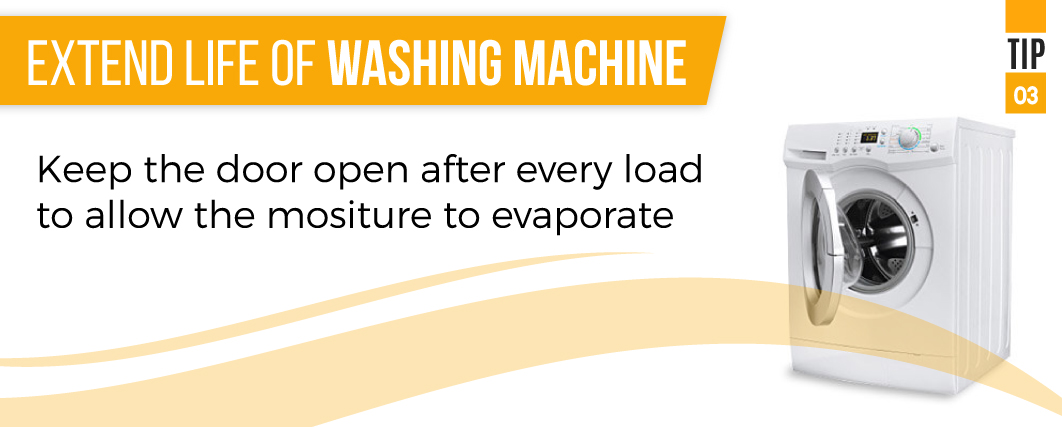 EXTEND LIFE OF WASHING MACHINE
TIP
03
Keep the door open after every load
to allow the mositure to evaporate